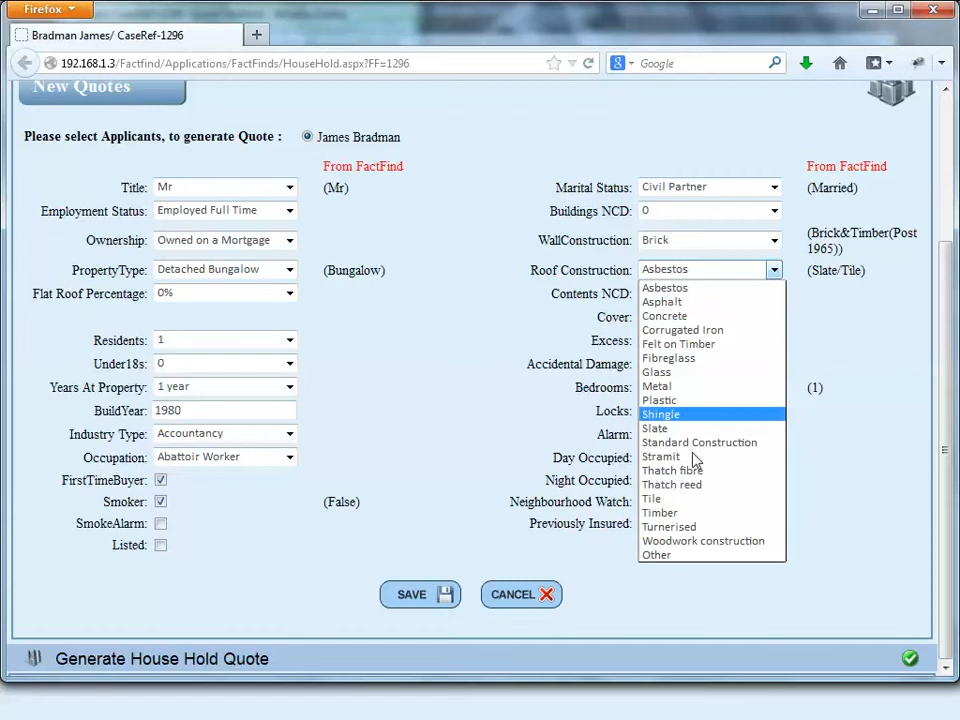 Firefox
Bradman James/ CaseRef-1296
192.168.1.3/Factfind/Applications/FactFinds/HouseHold.aspx?FF=1296
Google
New Quotes
Please select Applicants, to generate Quote : James Bradman
From FactFind From FactFind
Title: Mr (Mr) Marital Status: Civil Partner (Married)
Employment Status: Employed Full Time Buildings NCD: 0
Ownership: Owned on a Mortgage WallConstruction: Brick (Brick&Timber(Post
1965))
PropertyType: Detached Bungalow (Bungalow) Roof Construction: Asbestos (Slate/Tile)
Flat Roof Percentage: 0% Contents NCD:
Cover:
Residents: 1 Excess:
Under18s: 0 Accidental Damage:
Years At Property: 1 year Bedrooms: (1)
BuildYear: 1980 Locks:
Industry Type: Accountancy Alarm:
Occupation: Abattoir Worker Day Occupied:
FirstTimeBuyer: Night Occupied:
Smoker: (False) Neighbourhood Watch:
SmokeAlarm: Previously Insured:
Listed:
Asbestos
Asphalt
Concrete
Corrugated Iron
Felt on Timber
Fibreglass
Glass
Metal
Plastic
Shingle
Slate
Standard Construction
Stramit
Thatch fibre
Thatch reed
Tile
Timber
Turnerised
Woodwork construction
Other
SAVE CANCEL
Generate House Hold Quote